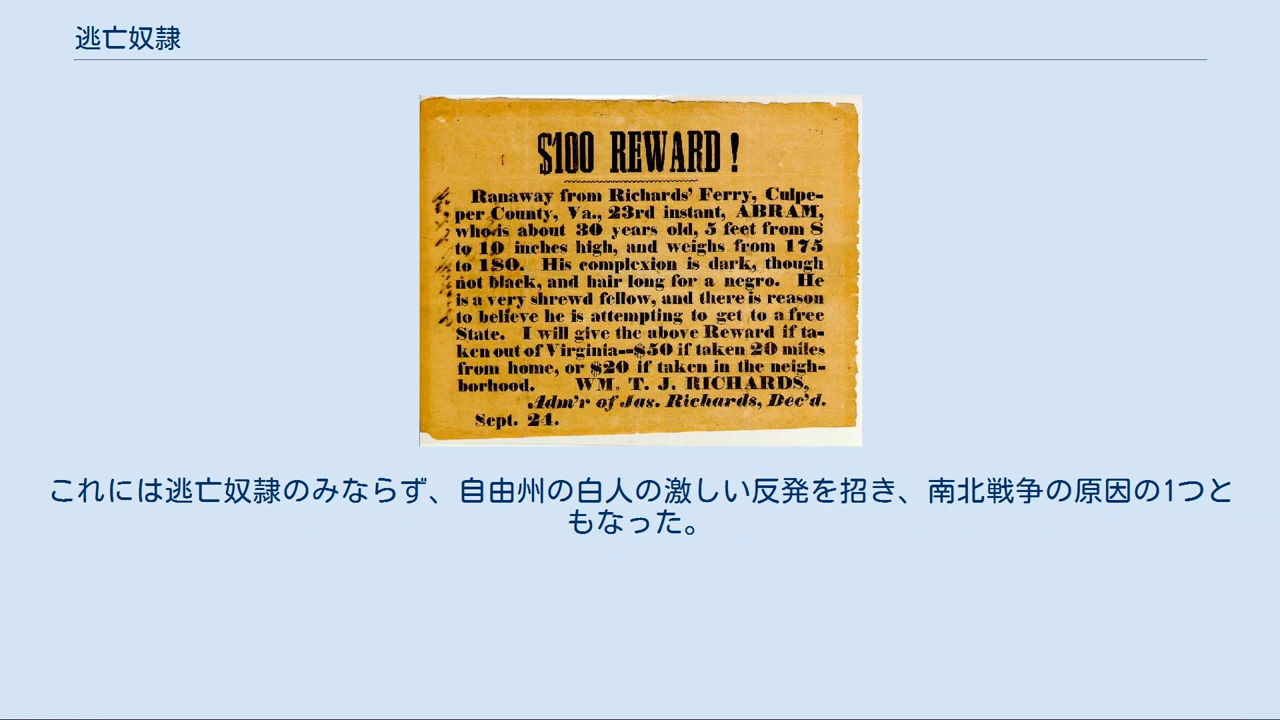 逃亡奴隷
$100 REWARD!
Ranaway from Richards' Ferry, Culpe-
per County, Va., 23rd instant, ABRAM,
who is about 30 years old, 5 feet from 8
to 10 inches high, and weighs from 175
to 180. His complexion is dark, though
not black, and hair long for a negro. He
is a very shrewd fellow, and there is reason
to believe he is attempting to get to a free
State. I will give the above Reward if ta-
ken out of Virginia--$50 if taken 20 miles
from home, or $20 if taken in the neigh-
borhood. WM. T. J. RICHARDS,
Adm'r of Jas. Richards, Dec'd.
Sept. 24.
これには逃亡奴隷のみならず、自由州の白人の激しい反発を招き、南北戦争の原因の1つと
もなった。